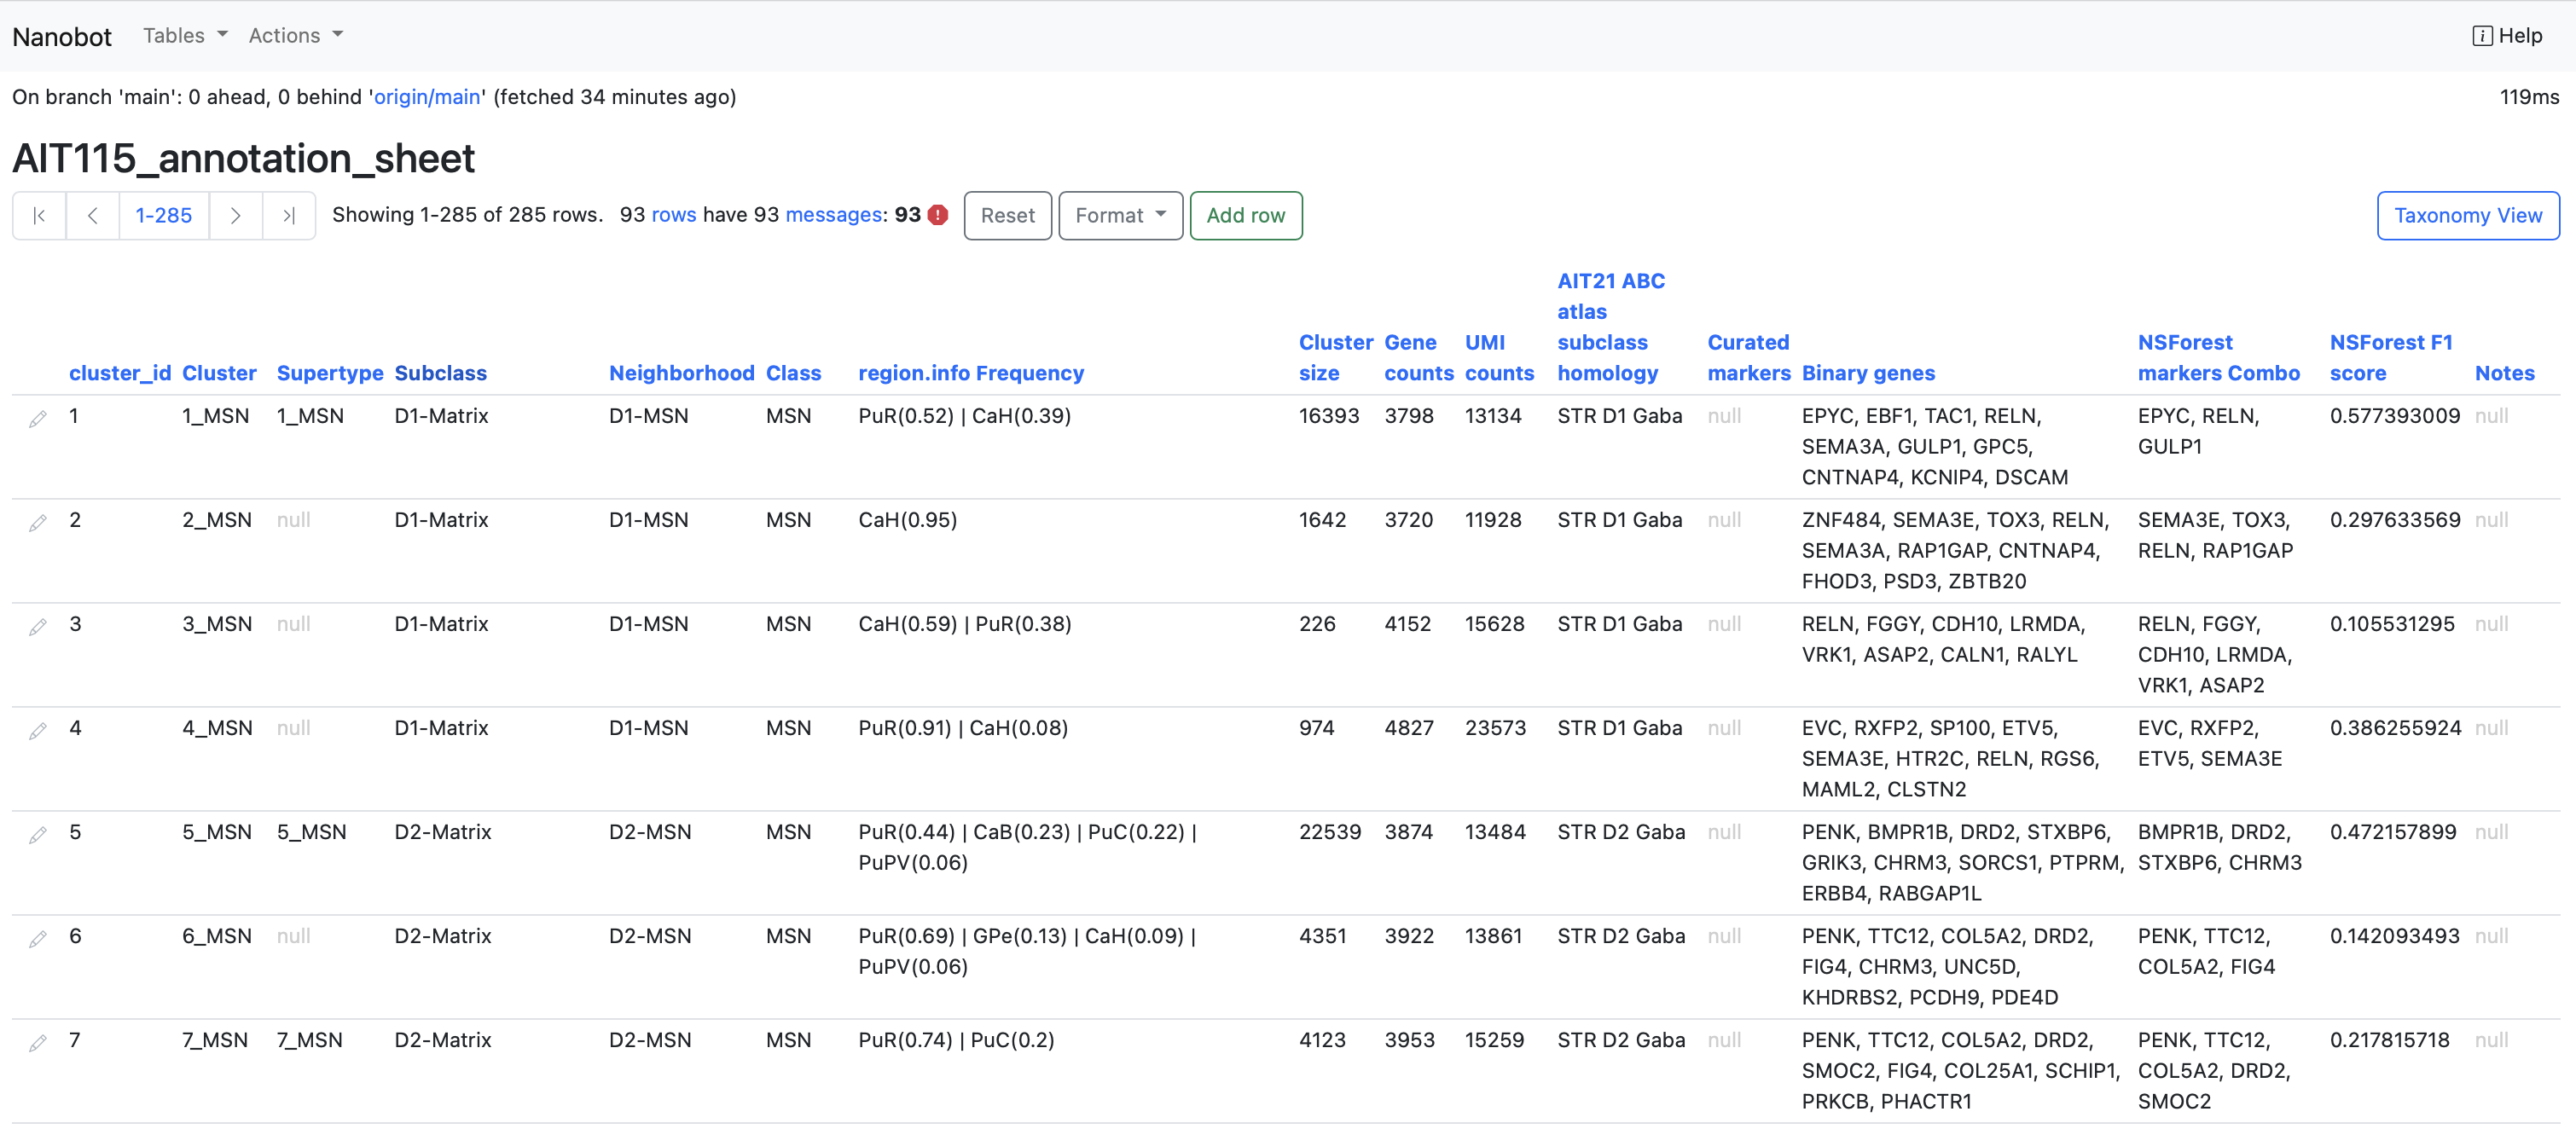 Nanobot Tables Actions Help
On branch 'main': 0 ahead, 0 behind 'origin/main' (fetched 34 minutes ago) 119ms
AIT115_annotation_sheet
1-285 Showing 1-285 of 285 rows. 93 rows have 93 messages: 93 Reset Format Add row Taxonomy View
cluster_id Cluster Supertype Subclass Neighborhood Class region.info Frequency Cluster size Gene counts UMI counts AIT21 ABC atlas subclass homology Curated markers Binary genes NSForest markers Combo NSForest F1 score Notes
1 1_MSN 1_MSN D1-Matrix D1-MSN MSN PuR(0.52) | CaH(0.39) 16393 3798 13134 STR D1 Gaba null EPYC, EBF1, TAC1, RELN, EPYC, RELN, 0.577393009 null
SEMA3A, GULP1, GPC5, GULP1
CNTNAP4, KCNIP4, DSCAM
2 2_MSN null D1-Matrix D1-MSN MSN CaH(0.95) 1642 3720 11928 STR D1 Gaba null ZNF484, SEMA3E, TOX3, RELN, SEMA3E, TOX3, 0.297633569 null
SEMA3A, RAP1GAP, CNTNAP4, RELN, RAP1GAP
FHOD3, PSD3, ZBTB20
3 3_MSN null D1-Matrix D1-MSN MSN CaH(0.59) | PuR(0.38) 226 4152 15628 STR D1 Gaba null RELN, FGGY, CDH10, LRMDA, RELN, FGGY, 0.105531295 null
VRK1, ASAP2, CALN1, RALYL CDH10, LRMDA,
VRK1, ASAP2
4 4_MSN null D1-Matrix D1-MSN MSN PuR(0.91) | CaH(0.08) 974 4827 23573 STR D1 Gaba null EVC, RXFP2, SP100, ETV5, EVC, RXFP2, 0.386255924 null
SEMA3E, HTR2C, RELN, RGS6, ETV5, SEMA3E
MAML2, CLSTN2
5 5_MSN 5_MSN D2-Matrix D2-MSN MSN PuR(0.44) | CaB(0.23) | PuC(0.22) | 22539 3874 13484 STR D2 Gaba null PENK, BMPR1B, DRD2, STXBP6, BMPR1B, DRD2, 0.472157899 null
PuPV(0.06) GRIK3, CHRM3, SORCS1, PTPRM, STXBP6, CHRM3
ERBB4, RABGAP1L
6 6_MSN null D2-Matrix D2-MSN MSN PuR(0.69) | GPe(0.13) | CaH(0.09) | 4351 3922 13861 STR D2 Gaba null PENK, TTC12, COL5A2, DRD2, PENK, TTC12, 0.142093493 null
PuPV(0.06) FIG4, CHRM3, UNC5D, COL5A2, FIG4
KHDRBS2, PCDH9, PDE4D
7 7_MSN 7_MSN D2-Matrix D2-MSN MSN PuR(0.74) | PuC(0.2) 4123 3953 15259 STR D2 Gaba null PENK, TTC12, COL5A2, DRD2, PENK, TTC12, 0.217815718 null
SMOC2, FIG4, COL25A1, SCHIP1, COL5A2, DRD2,
PRKCB, PHACTR1 SMOC2